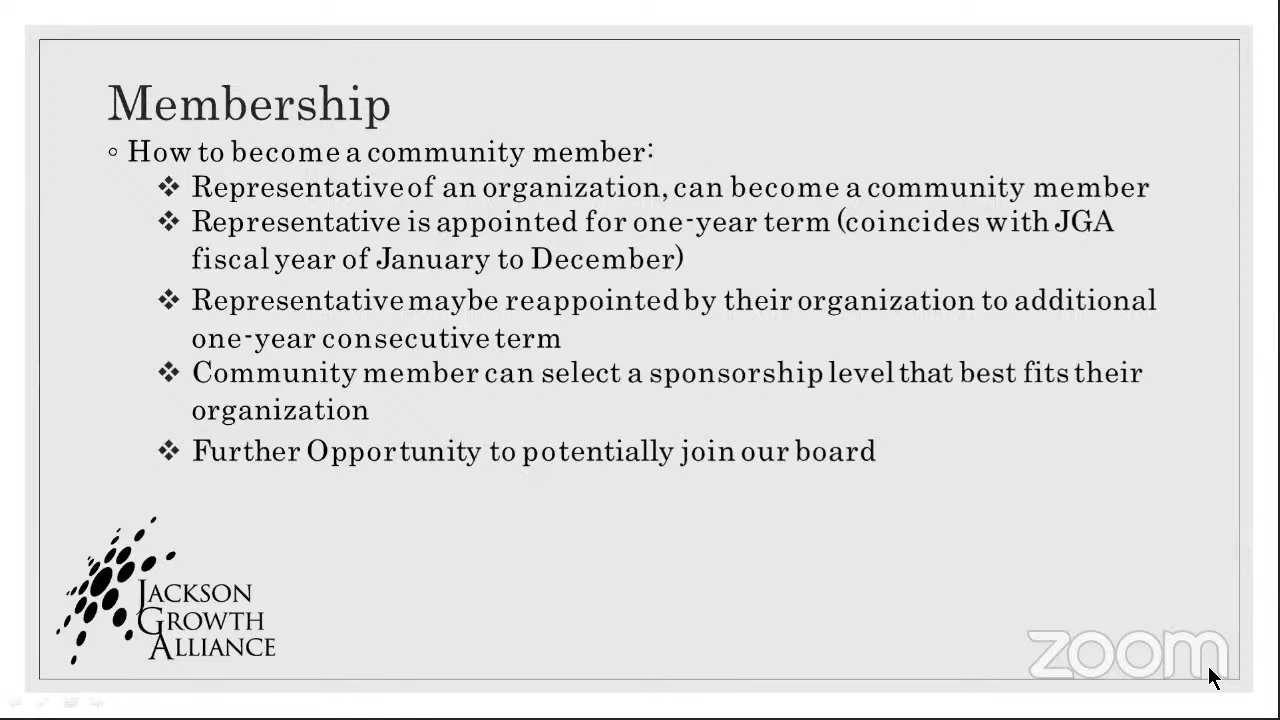 Membership
◦ How to become a community member:
❖ Representative of an organization, can become a community member
❖ Representative is appointed for one-year term (coincides with JGA
fiscal year of January to December)
❖ Representative maybe reappointed by their organization to additional
one-year consecutive term
❖ Community member can select a sponsorship level that best fits their
organization
❖ Further Opportunity to potentially join our board
JACKSON
GROWTH
ALLIANCE
zoom